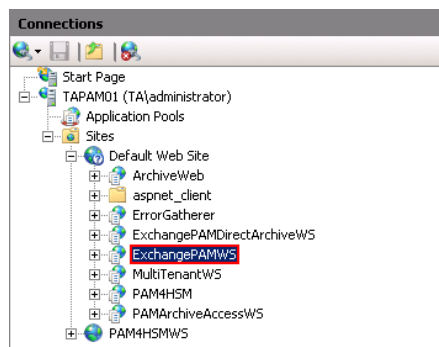 Connections
Start Page
TAPAM01 (TA\administrator)
Application Pools
Sites
Default Web Site
ArchiveWeb
aspnet_client
ErrorGatherer
ExchangePAMDirectArchiveWS
ExchangePAMWS
MultiTenantWS
PAM4HSM
PAMArchiveAccessWS
PAM4HSMWS